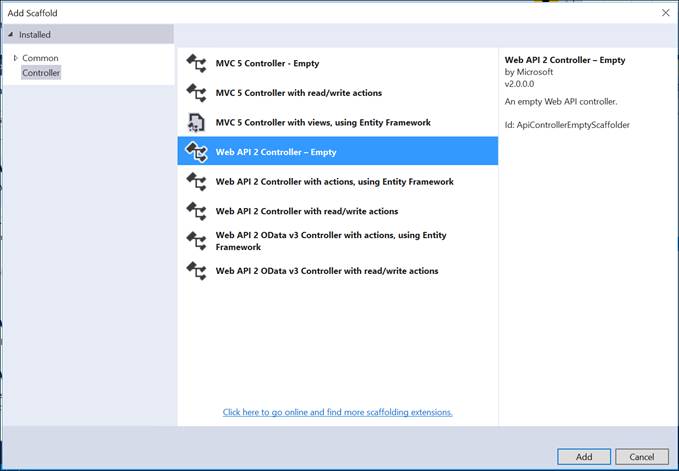 Add Scaffold
Installed
Common
Controller
MVC 5 Controller - Empty
MVC 5 Controller with read/write actions
MVC 5 Controller with views, using Entity Framework
Web API 2 Controller – Empty
Web API 2 Controller with actions, using Entity Framework
Web API 2 Controller with read/write actions
Web API 2 OData v3 Controller with actions, using Entity
Framework
Web API 2 OData v3 Controller with read/write actions
Click here to go online and find more scaffolding extensions.
Web API 2 Controller – Empty
by Microsoft
v2.0.0.0
An empty Web API controller.
Id: ApiControllerEmptyScaffolder
Add
Cancel